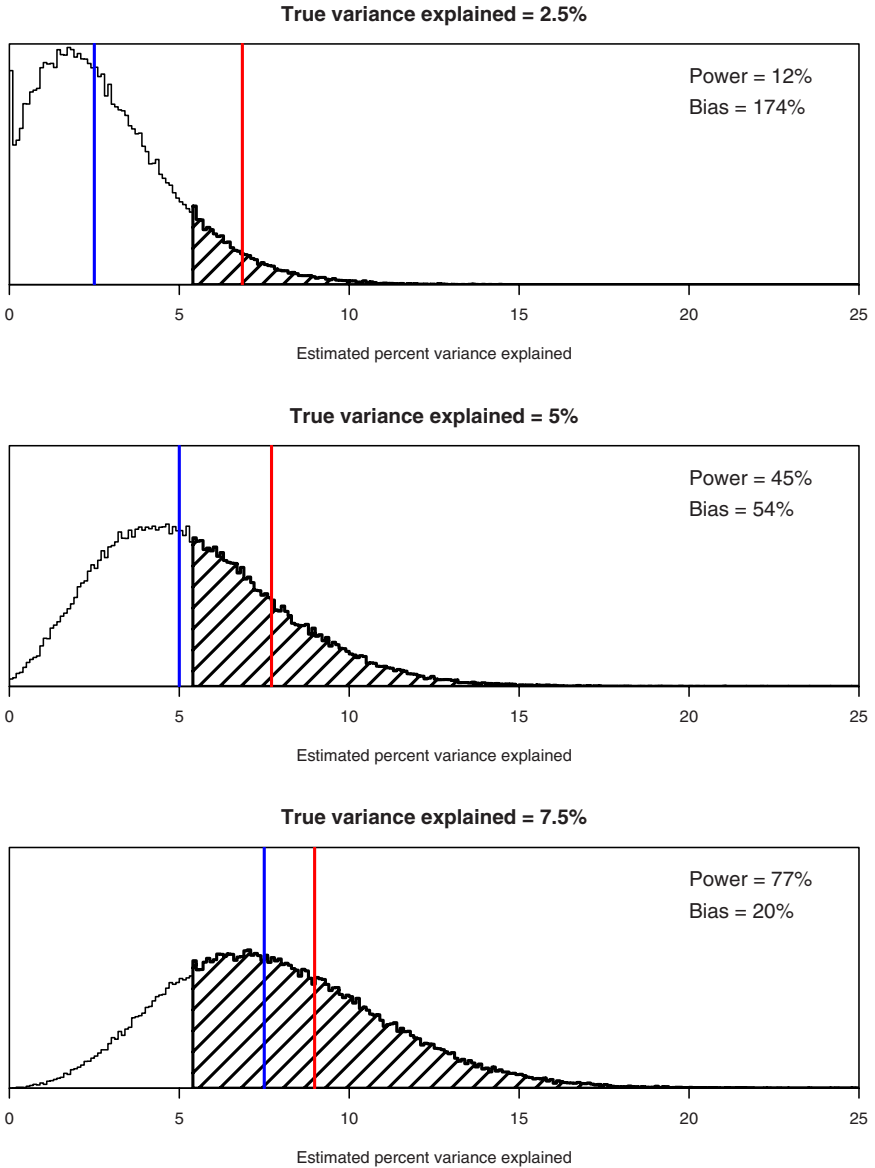 True variance explained = 2.5%
Power = 12%
Bias = 174%
0 5 10 15 20 25
Estimated percent variance explained
True variance explained = 5%
Power = 45%
Bias = 54%
0 5 10 15 20 25
Estimated percent variance explained
True variance explained = 7.5%
Power = 77%
Bias = 20%
0 5 10 15 20 25
Estimated percent variance explained